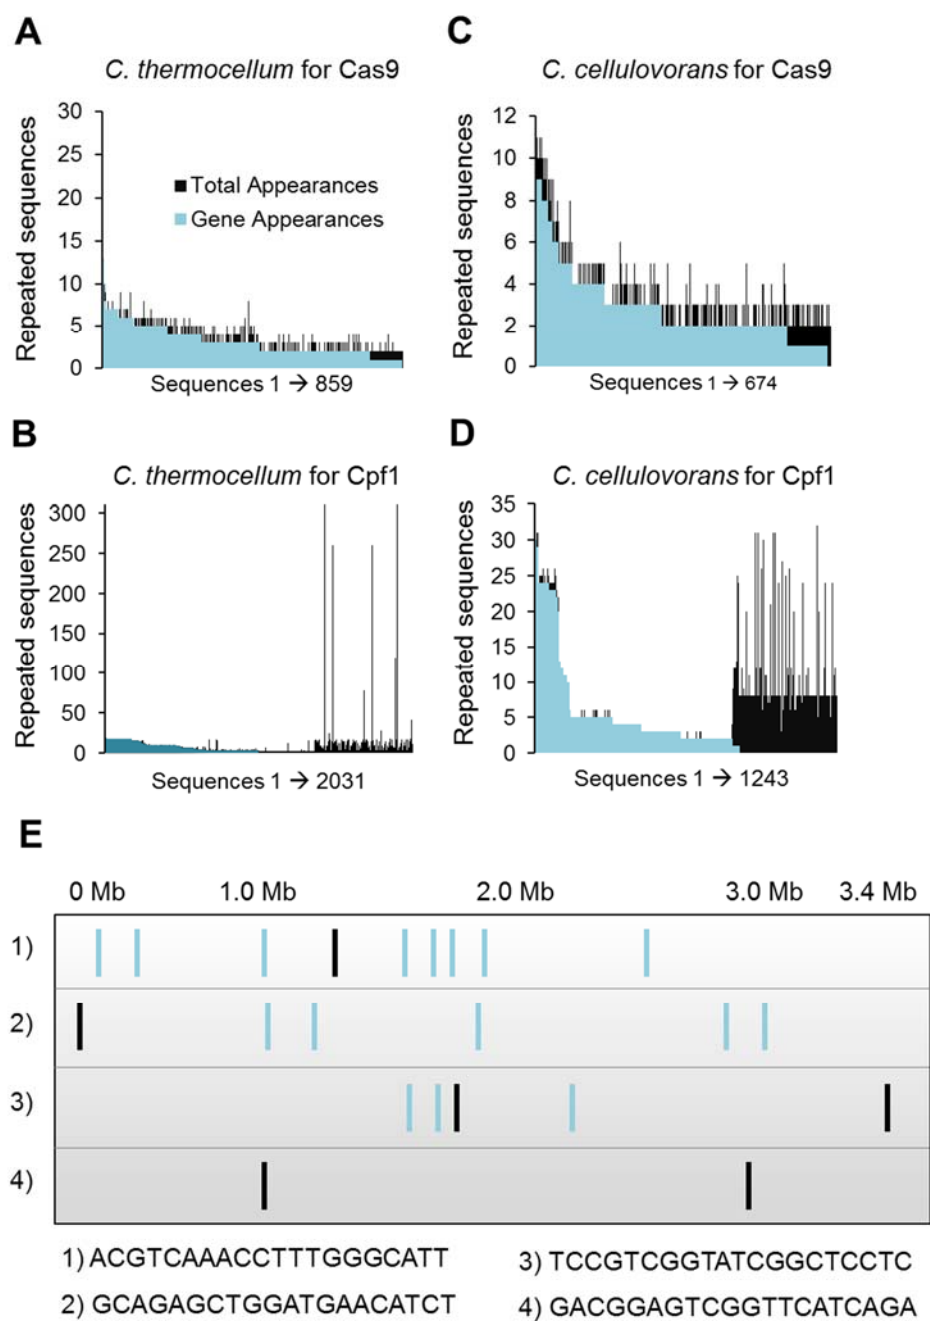 A
C. thermocellum for Cas9
Repeated sequences
30
25
20
15
10
5
0
Total Appearances
Gene Appearances
Sequences 1 → 859
C
C. cellulovorans for Cas9
Repeated sequences
12
10
8
6
4
2
0
Sequences 1 → 674
B
C. thermocellum for Cpf1
Repeated sequences
300
250
200
150
100
50
0
Sequences 1 → 2031
D
C. cellulovorans for Cpf1
Repeated sequences
35
30
25
20
15
10
5
0
Sequences 1 → 1243
E
0 Mb 1.0 Mb 2.0 Mb 3.0 Mb 3.4 Mb
1)
2)
3)
4)
1) ACGTCAAACCTTTGGGCATT
2) GCAGAGCTGGATGAACATCT
3) TCCGTCGGTATCGGCTCCTC
4) GACGGAGTCGGTTCATCAGA